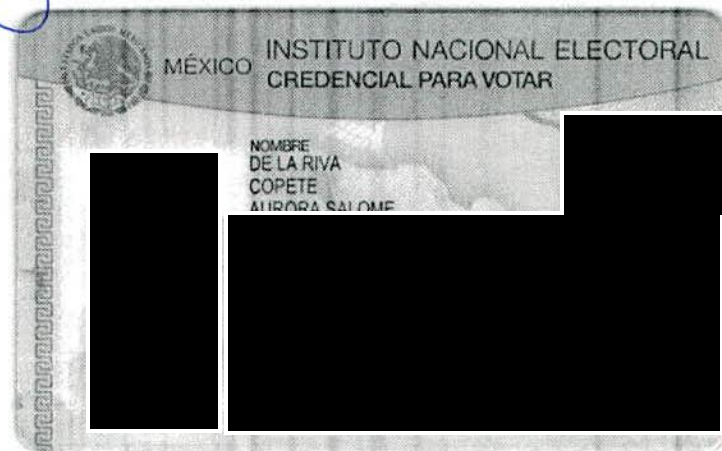 MÉXICO
INSTITUTO NACIONAL ELECTORAL
CREDENCIAL PARA VOTAR
NOMBRE
DE LA RIVA
COPETE
AURORA SALOME